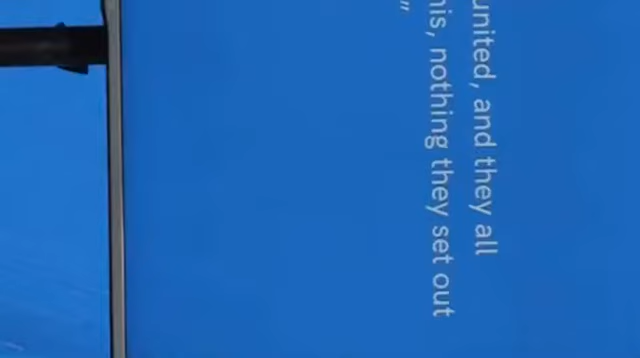 united, and they all
his, nothing they set out
"